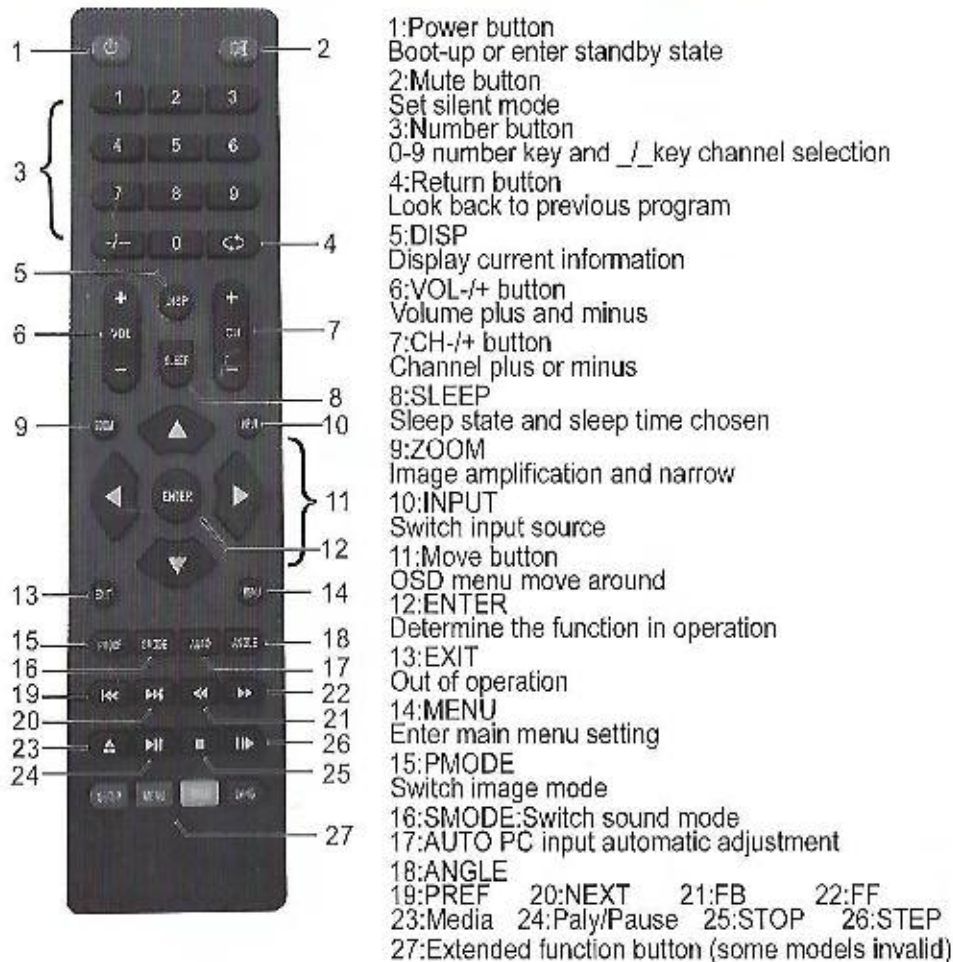 1
2
1 2 3
4 5 6
3
7 8 9
-/-- 0
4
5
DISP
+ +
6
VOL
CH
7
SLEEP
- -
8
9
ZOOM
INPUT
10
ENTER
11
12
13
EXIT
MENU
14
15
SMODE AUTO ANGLE
18
16
17
19
22
20
21
23
26
24
25
MENU
27
1:Power button
Boot-up or enter standby state
2:Mute button
Set silent mode
3:Number button
0-9 number key and _/_key channel selection
4:Return button
Look back to previous program
5:DISP
Display current information
6:VOL-/+ button
Volume plus and minus
7:CH-/+ button
Channel plus or minus
8:SLEEP
Sleep state and sleep time chosen
9:ZOOM
Image amplification and narrow
10:INPUT
Switch input source
11:Move button
OSD menu move around
12:ENTER
Determine the function in operation
13:EXIT
Out of operation
14:MENU
Enter main menu setting
15:PMODE
Switch image mode
16:SMODE:Switch sound mode
17:AUTO PC input automatic adjustment
18:ANGLE
19:PREF 20:NEXT 21:FB 22:FF
23:Media 24:Paly/Pause 25:STOP 26:STEP
27:Extended function button (some models invalid)